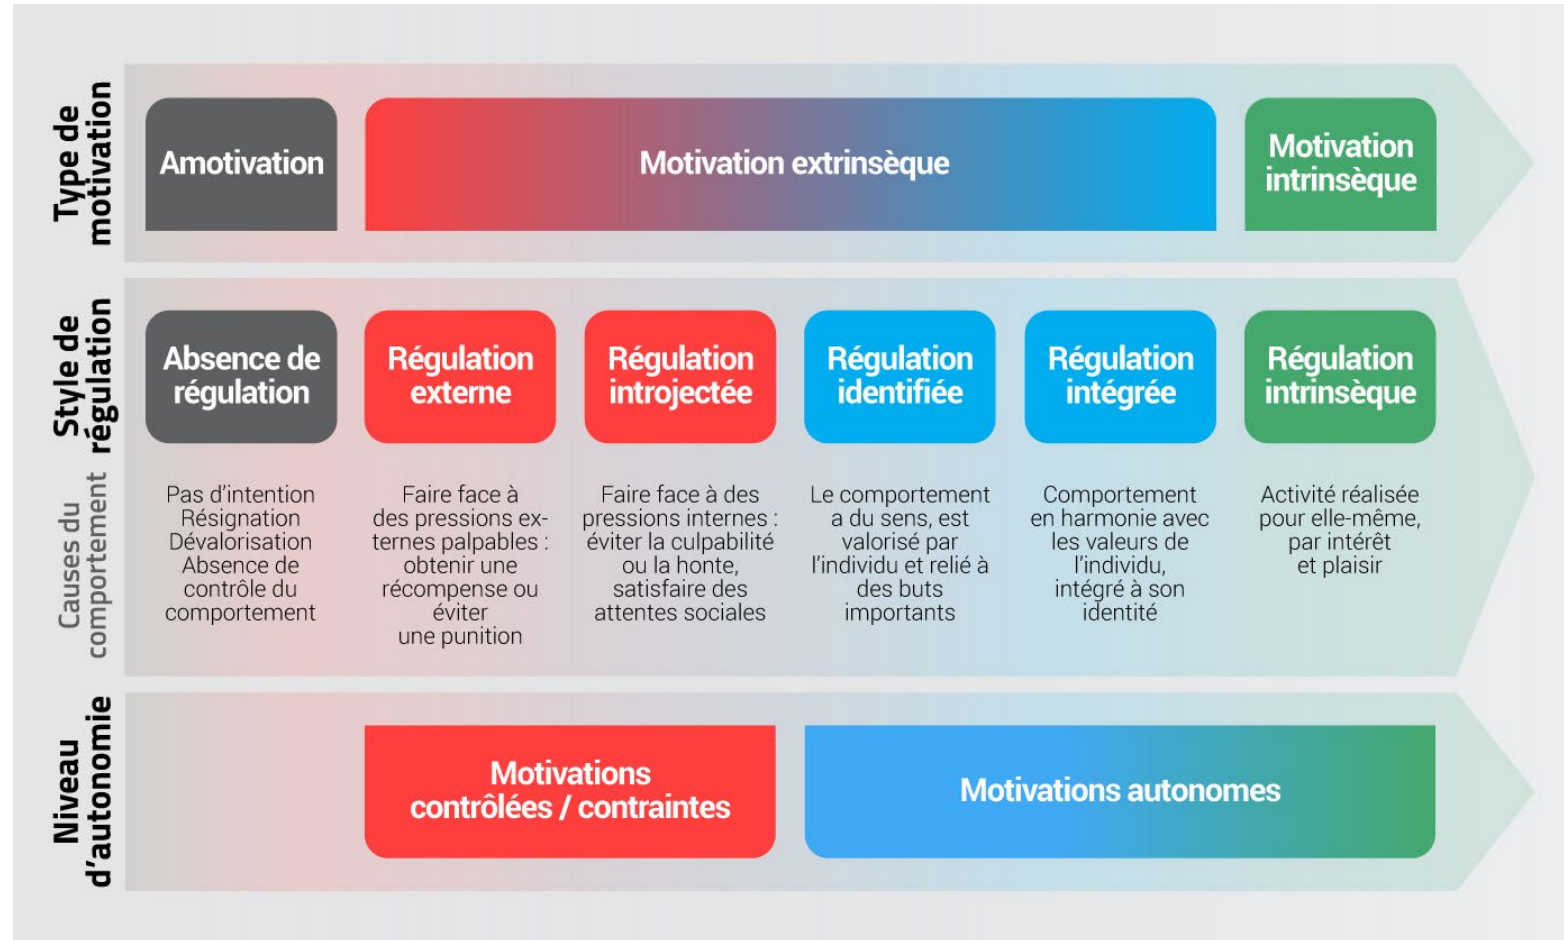 Type de
motivation
Amotivation
Motivation extrinsèque
Motivation
intrinsèque
Style de
régulation
Absence de
régulation
Régulation
externe
Régulation
introjectée
Régulation
identifiée
Régulation
intégrée
Régulation
intrinsèque
Causes du
comportement
Pas d’intention
Résignation
Dévalorisation
Absence de
contrôle du
comportement
Faire face à
des pressions ex-
ternes palpables :
obtenir une
récompense ou
éviter
une punition
Faire face à des
pressions internes :
éviter la culpabilité
ou la honte,
satisfaire des
attentes sociales
Le comportement
a du sens, est
valorisé par
l’individu et relié à
des buts
importants
Comportement
en harmonie avec
les valeurs de
l’individu,
intégré à son
identité
Activité réalisée
pour elle-même,
par intérêt
et plaisir
Niveau
d’autonomie
Motivations
contrôlées / contraintes
Motivations autonomes